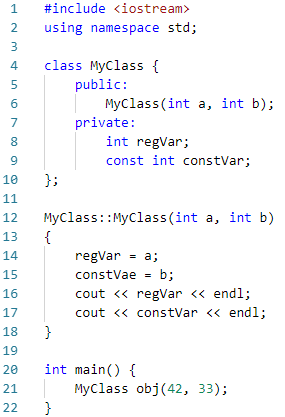 1 #include <iostream>
2 using namespace std;
3
4 class MyClass {
5 public:
6 MyClass(int a, int b);
7 private:
8 int regVar;
9 const int constVar;
10 };
11
12 MyClass::MyClass(int a, int b)
13 {
14 regVar = a;
15 constVae = b;
16 cout << regVar << endl;
17 cout << constVar << endl;
18 }
19
20 int main() {
21 MyClass obj(42, 33);
22 }